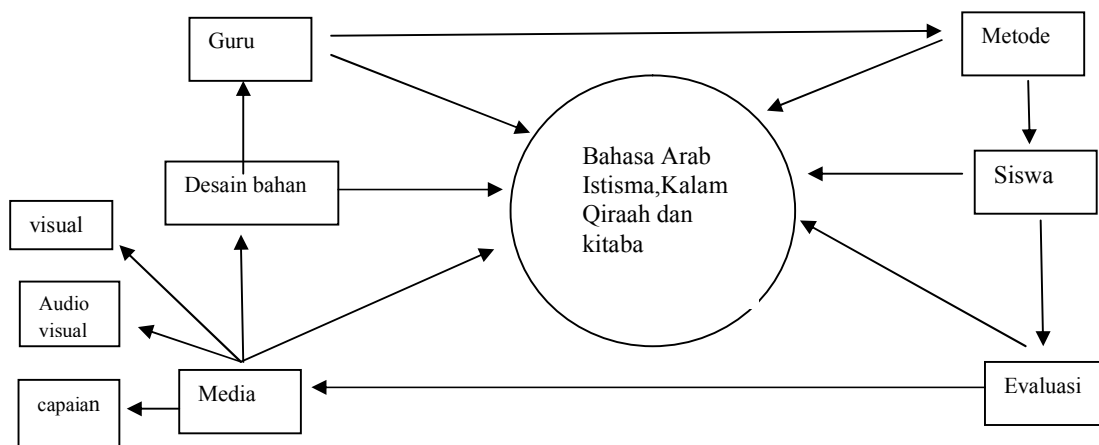 Guru
Metode
Bahasa Arab
Istisma,Kalam
Qiraah dan
kitaba
Desain bahan
Siswa
visual
Audio
visual
Media
Evaluasi
capaian